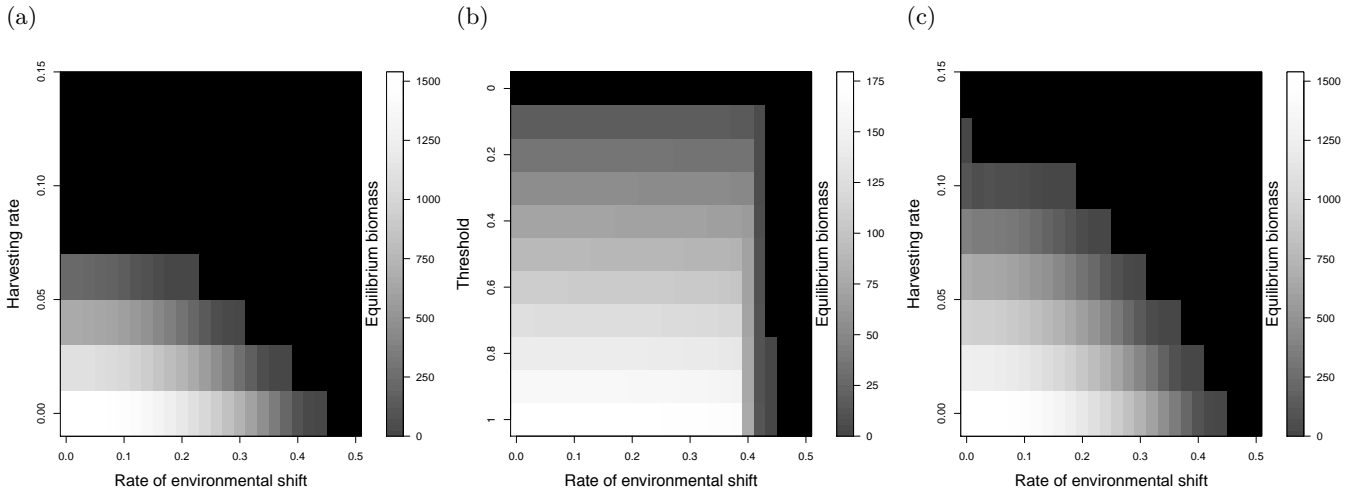 (a)
(b)
(c)
0.15
0.10
0.05
0.00
Harvesting rate
0.0 0.1 0.2 0.3 0.4 0.5
Rate of environmental shift
1500
1250
1000
750
500
250
0
Equilibrium biomass
0
0.2
0.4
0.6
0.8
1
Threshold
0.0 0.1 0.2 0.3 0.4 0.5
Rate of environmental shift
175
150
125
100
75
50
25
0
Equilibrium biomass
0.15
0.10
0.05
0.00
Harvesting rate
0.0 0.1 0.2 0.3 0.4 0.5
Rate of environmental shift
1500
1250
1000
750
500
250
0